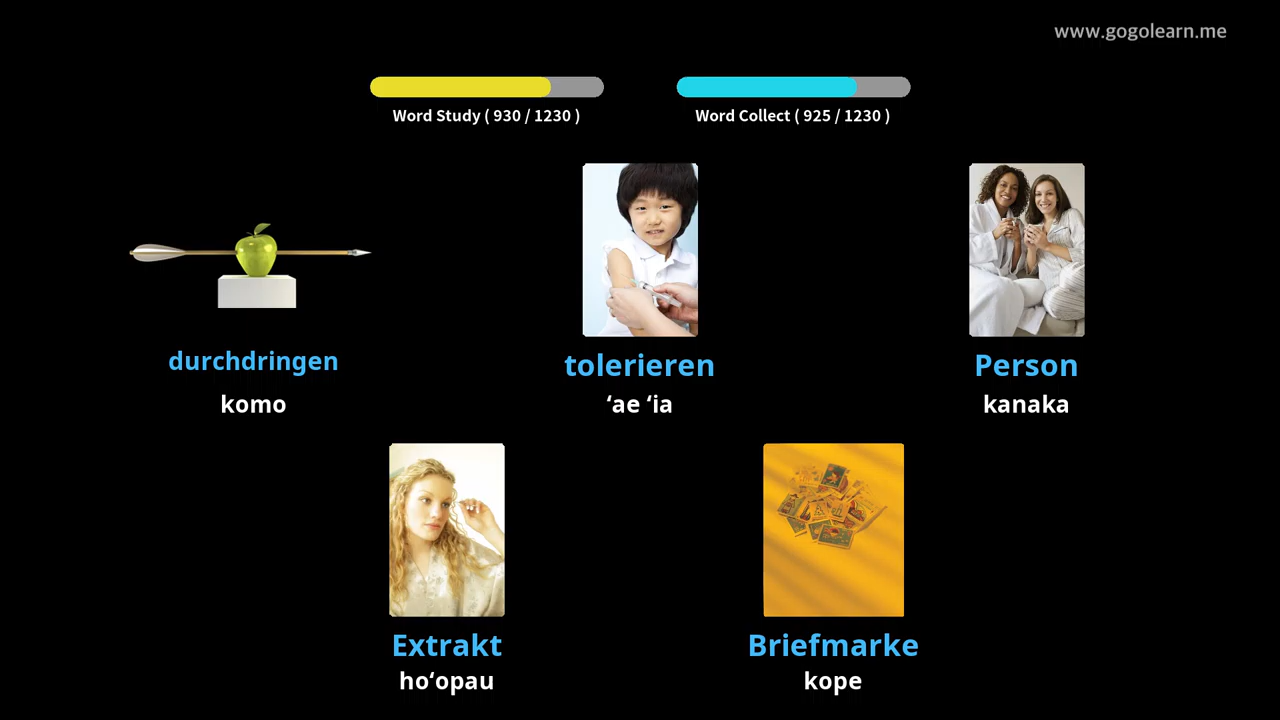 www.gogolearn.me
Word Study ( 930 / 1230 )
Word Collect ( 925 / 1230 )
durchdringen
komo
tolerieren
ʻae ʻia
Person
kanaka
Extrakt
hoʻopau
Briefmarke
kope